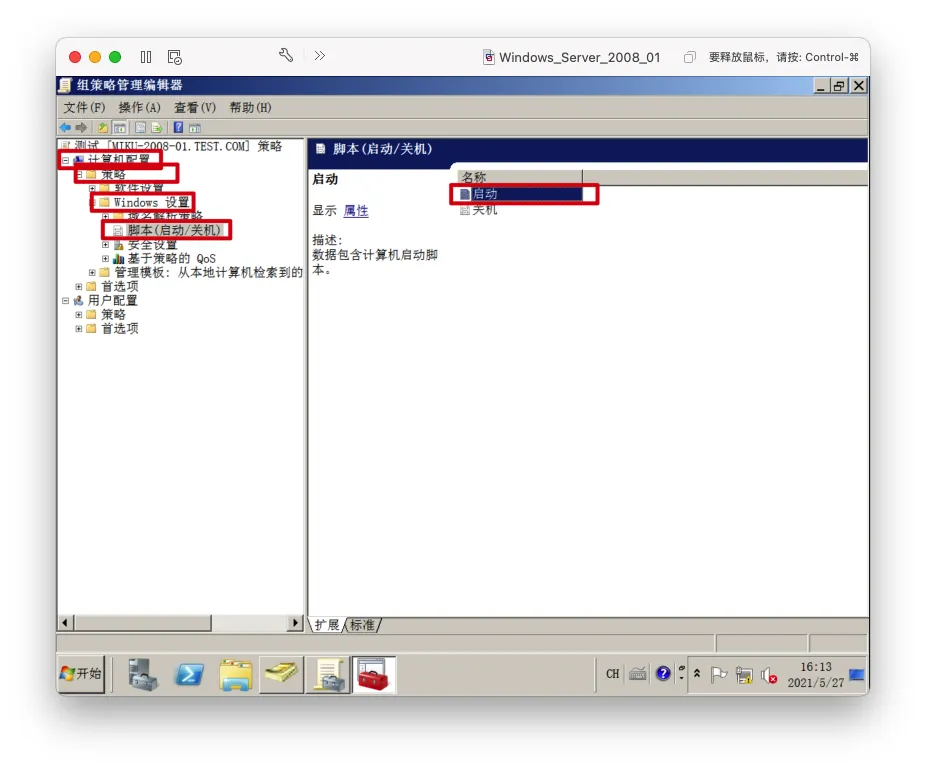 Windows_Server_2008_01
要释放鼠标，请按: Control-⌘
组策略管理编辑器
文件(F) 操作(A) 查看(V) 帮助(H)
测试 [MIKU-2008-01.TEST.COM] 策略
计算机配置
策略
软件设置
Windows 设置
域名解析策略
脚本(启动/关机)
安全设置
基于策略的 QoS
管理模板: 从本地计算机检索到的
首选项
用户配置
策略
首选项
脚本(启动/关机)
启动
显示 属性
描述:
数据包含计算机启动脚
本。
名称
启动
关机
扩展 标准
开始
CH
16:13
2021/5/27